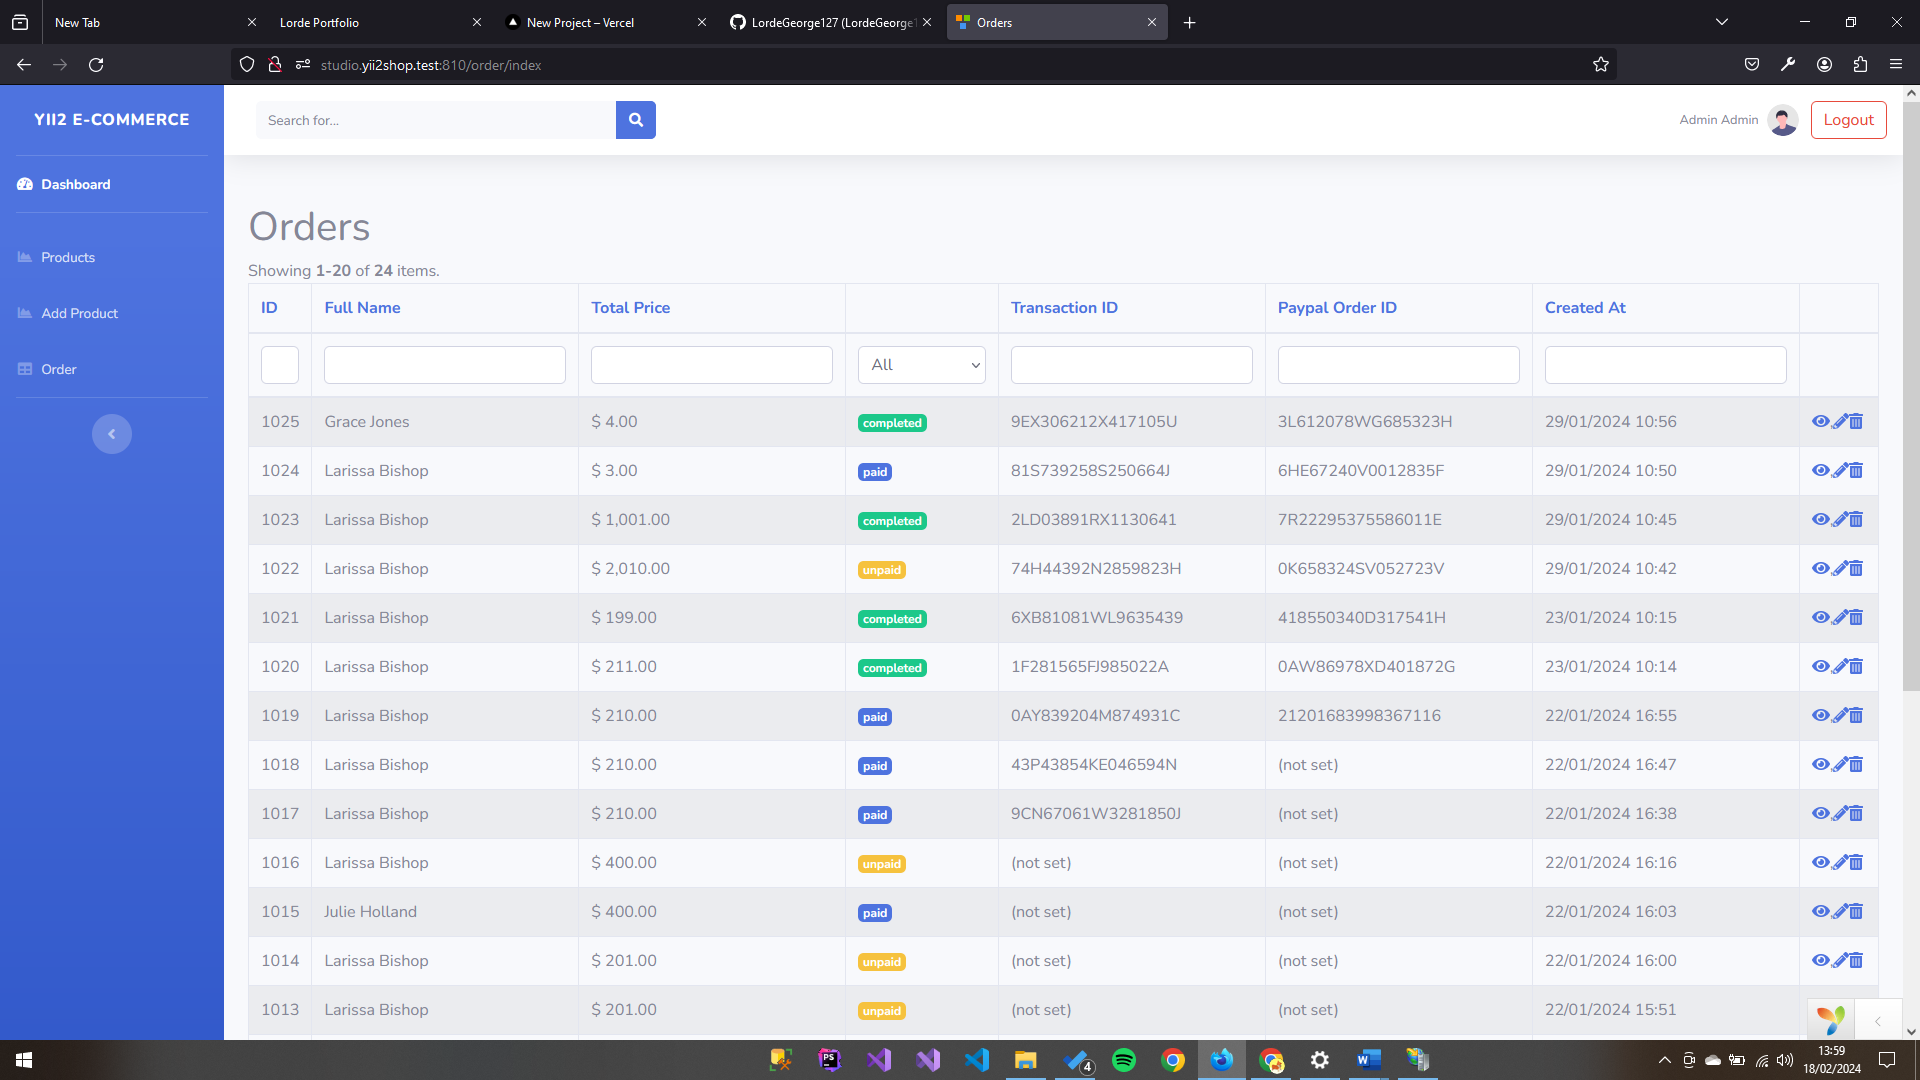 New Tab
Lorde Portfolio
New Project – Vercel
LordeGeorge127 (LordeGeorge1
Orders
studio.yii2shop.test:810/order/index
YII2 E-COMMERCE
Search for...
Admin Admin
Logout
Dashboard
Products
Add Product
Order
Orders
Showing 1-20 of 24 items.
ID Full Name Total Price Transaction ID Paypal Order ID Created At
All
1025 Grace Jones $ 4.00 completed 9EX306212X417105U 3L612078WG685323H 29/01/2024 10:56
1024 Larissa Bishop $ 3.00 paid 81S739258S250664J 6HE67240V0012835F 29/01/2024 10:50
1023 Larissa Bishop $ 1,001.00 completed 2LD03891RX1130641 7R22295375586011E 29/01/2024 10:45
1022 Larissa Bishop $ 2,010.00 unpaid 74H44392N2859823H 0K658324SV052723V 29/01/2024 10:42
1021 Larissa Bishop $ 199.00 completed 6XB81081WL9635439 418550340D317541H 23/01/2024 10:15
1020 Larissa Bishop $ 211.00 completed 1F281565FJ985022A 0AW86978XD401872G 23/01/2024 10:14
1019 Larissa Bishop $ 210.00 paid 0AY839204M874931C 21201683998367116 22/01/2024 16:55
1018 Larissa Bishop $ 210.00 paid 43P43854KE046594N (not set) 22/01/2024 16:47
1017 Larissa Bishop $ 210.00 paid 9CN67061W3281850J (not set) 22/01/2024 16:38
1016 Larissa Bishop $ 400.00 unpaid (not set) (not set) 22/01/2024 16:16
1015 Julie Holland $ 400.00 paid (not set) (not set) 22/01/2024 16:03
1014 Larissa Bishop $ 201.00 unpaid (not set) (not set) 22/01/2024 16:00
1013 Larissa Bishop $ 201.00 unpaid (not set) (not set) 22/01/2024 15:51
PS
4
13:59
18/02/2024